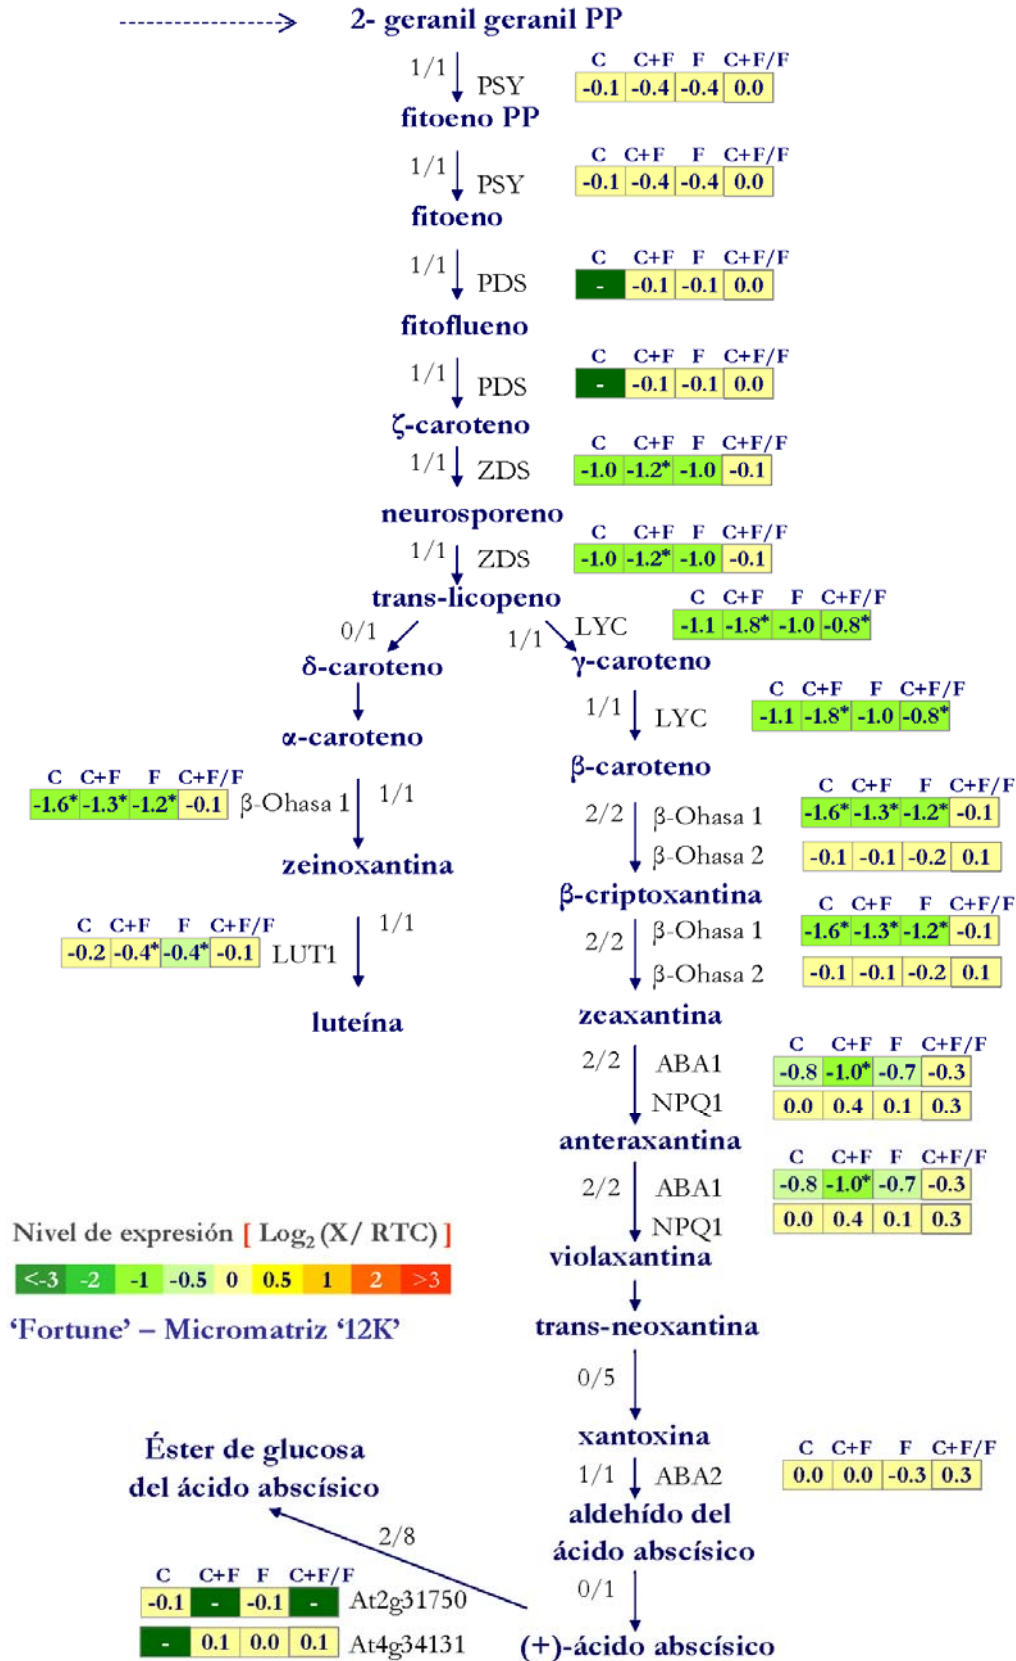 2- geranil geranil PP
C C+F F C+F/F
1/1 PSY -0.1 -0.4 -0.4 0.0
fitoeno PP
C C+F F C+F/F
1/1 PSY -0.1 -0.4 -0.4 0.0
fitoeno
C C+F F C+F/F
1/1 PDS - -0.1 -0.1 0.0
fitoflueno
C C+F F C+F/F
1/1 PDS - -0.1 -0.1 0.0
ζ-caroteno
C C+F F C+F/F
1/1 ZDS -1.0 -1.2* -1.0 -0.1
neurosporeno
C C+F F C+F/F
1/1 ZDS -1.0 -1.2* -1.0 -0.1
trans-licopeno
C C+F F C+F/F
0/1 1/1 LYC -1.1 -1.8* -1.0 -0.8*
δ-caroteno γ-caroteno
C C+F F C+F/F
1/1 LYC -1.1 -1.8* -1.0 -0.8*
α-caroteno
β-caroteno
C C+F F C+F/F
-1.6* -1.3* -1.2* -0.1 β-Ohasa 1 1/1
C C+F F C+F/F
2/2 β-Ohasa 1 -1.6* -1.3* -1.2* -0.1
β-Ohasa 2 -0.1 -0.1 -0.2 0.1
zeinoxantina
β-criptoxantina
C C+F F C+F/F
-0.2 -0.4* -0.4* -0.1 LUT1 1/1
C C+F F C+F/F
2/2 β-Ohasa 1 -1.6* -1.3* -1.2* -0.1
β-Ohasa 2 -0.1 -0.1 -0.2 0.1
luteína
zeaxantina
C C+F F C+F/F
2/2 ABA1 -0.8 -1.0* -0.7 -0.3
NPQ1 0.0 0.4 0.1 0.3
anteraxantina
C C+F F C+F/F
2/2 ABA1 -0.8 -1.0* -0.7 -0.3
NPQ1 0.0 0.4 0.1 0.3
violaxantina
Nivel de expresión [ Log₂ (X/ RTC) ]
<-3 -2 -1 -0.5 0 0.5 1 2 >3
'Fortune' – Micromatriz '12K'
trans-neoxantina
0/5
xantoxina
C C+F F C+F/F
1/1 ABA2 0.0 0.0 -0.3 0.3
aldehído del
ácido abscísico
0/1
(+)-ácido abscísico
Éster de glucosa
del ácido abscísico
2/8
C C+F F C+F/F
-0.1 - -0.1 - At2g31750
- 0.1 0.0 0.1 At4g34131